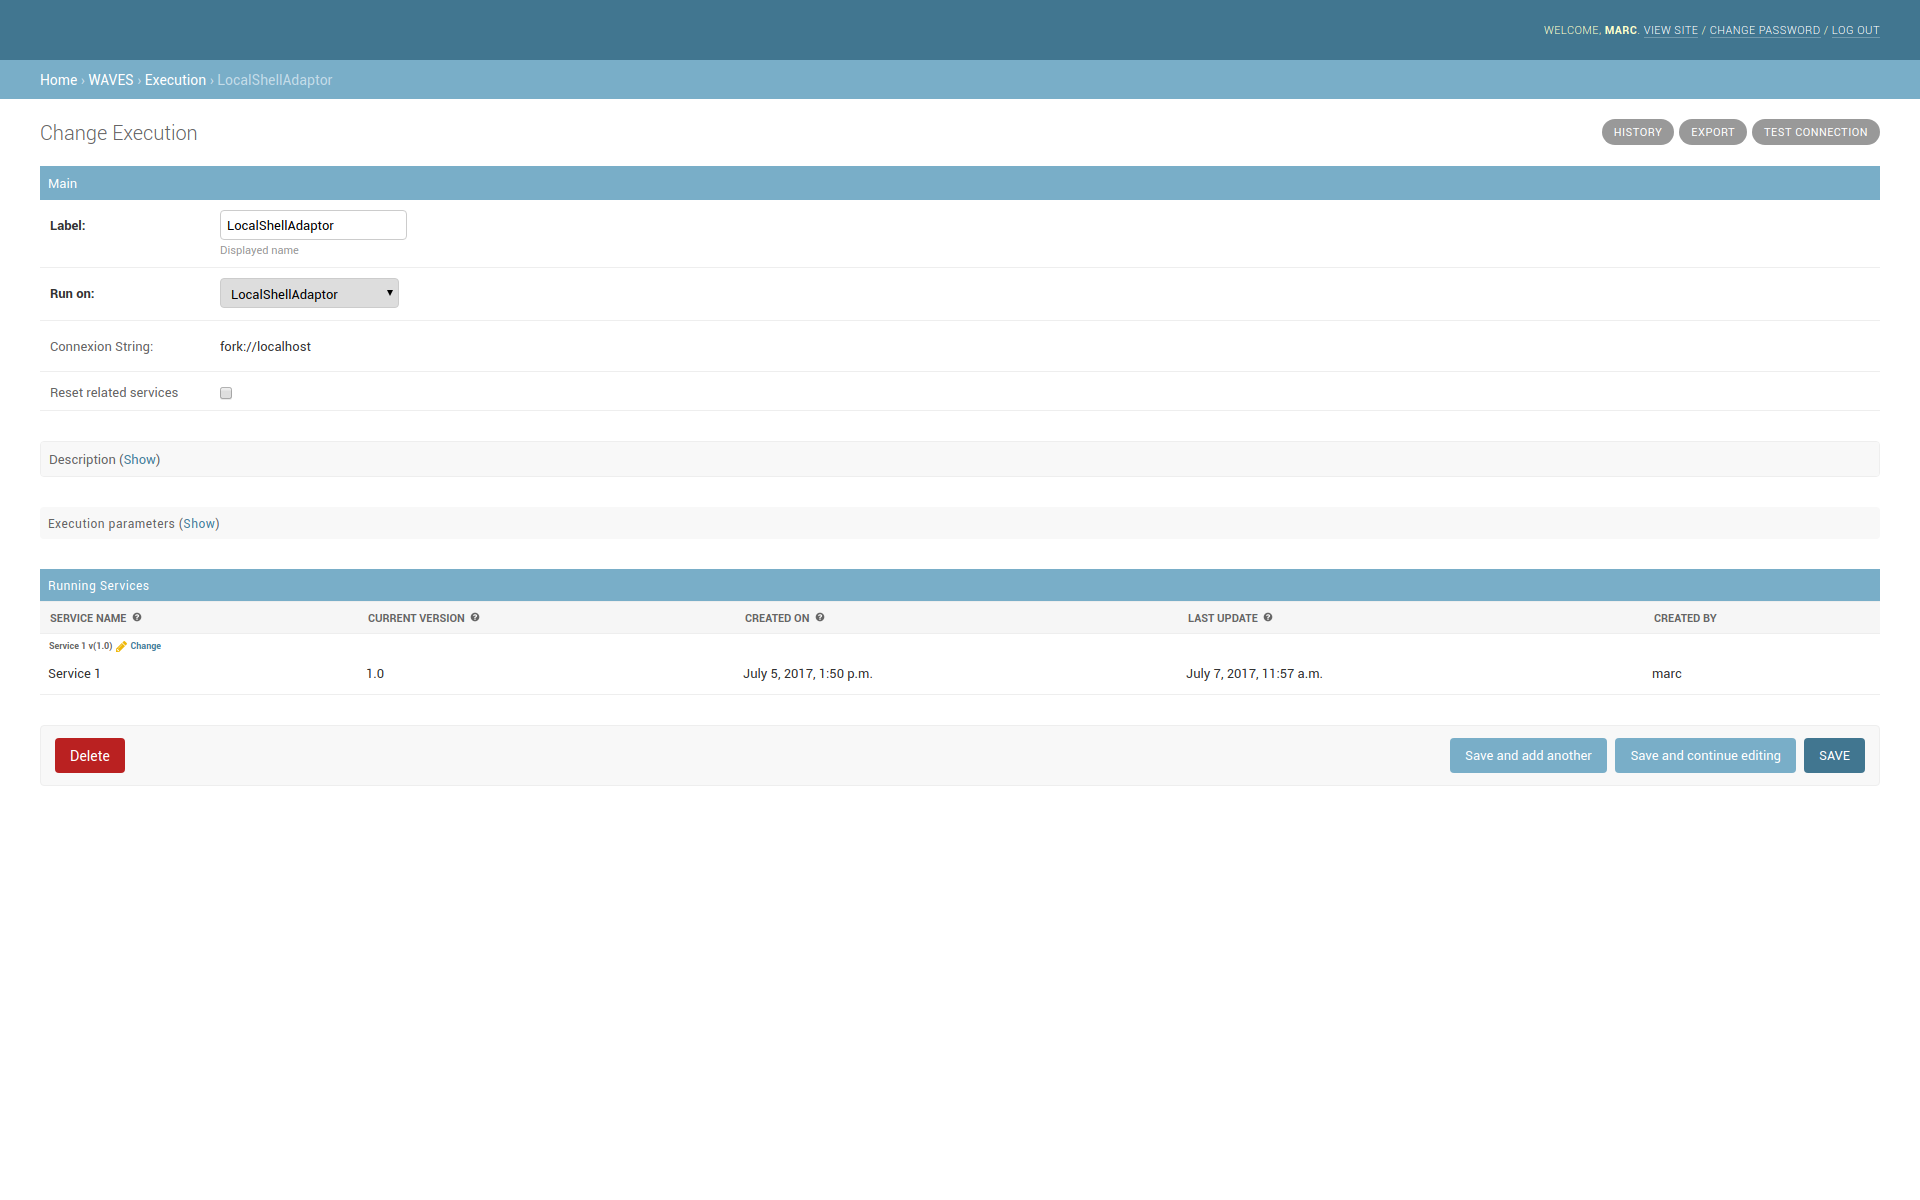 WELCOME, MARC. VIEW SITE / CHANGE PASSWORD / LOG OUT
Home › WAVES › Execution › LocalShellAdaptor
Change Execution
HISTORY EXPORT TEST CONNECTION
Main
Label: LocalShellAdaptor
Displayed name
Run on: LocalShellAdaptor
Connexion String: fork://localhost
Reset related services
Description (Show)
Execution parameters (Show)
Running Services
SERVICE NAME CURRENT VERSION CREATED ON LAST UPDATE CREATED BY
Service 1 v(1.0) Change
Service 1 1.0 July 5, 2017, 1:50 p.m. July 7, 2017, 11:57 a.m. marc
Delete Save and add another Save and continue editing SAVE